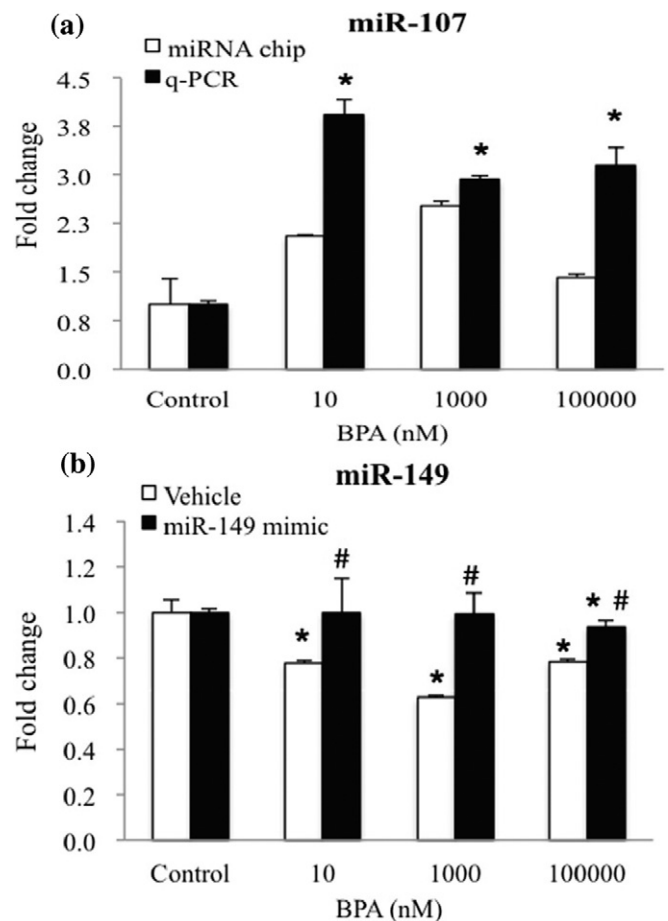 (a)
miR-107
miRNA chip
q-PCR
4.5
3.8
3.0
2.3
1.5
0.8
0.0
Fold change
*
*
*
Control 10 1000 100000
BPA (nM)
(b)
miR-149
Vehicle
miR-149 mimic
1.4
1.2
1.0
0.8
0.6
0.4
0.2
0.0
Fold change
#
#
* #
*
*
*
Control 10 1000 100000
BPA (nM)